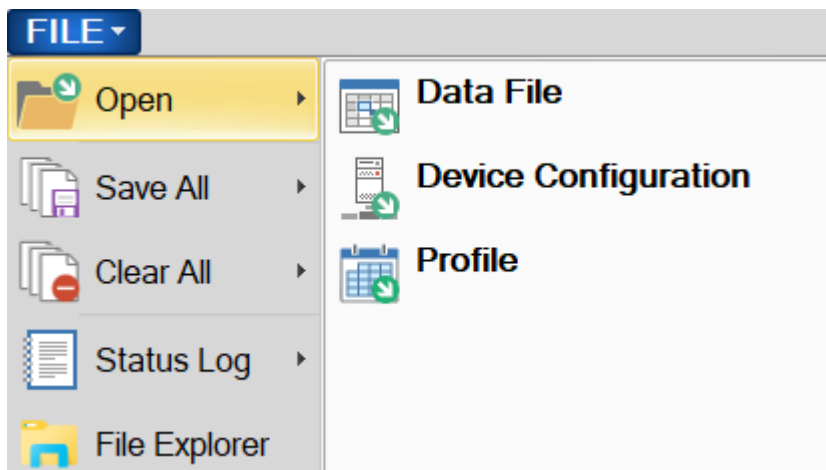 FILE
Open
Data File
Device Configuration
Save All
Clear All
Profile
Status Log
File Explorer